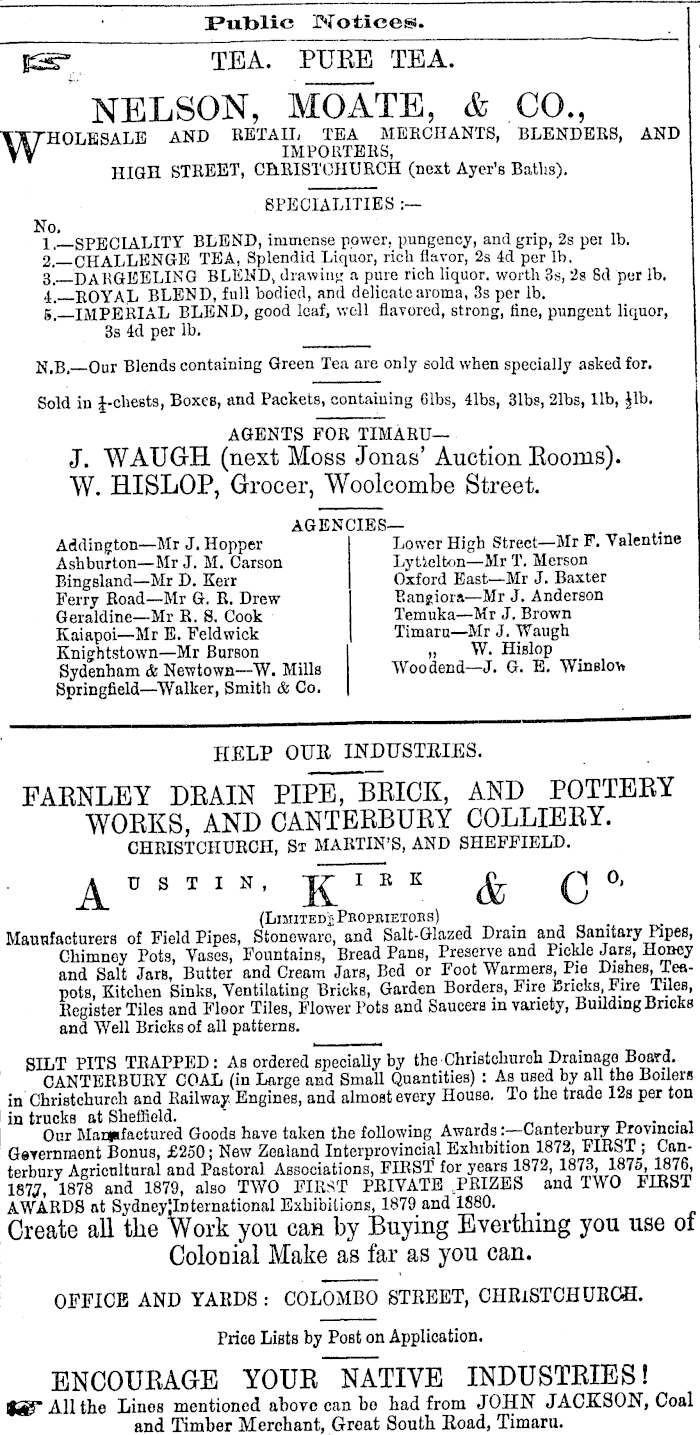 Public Notices.
TEA. PURE TEA.
NELSON, MOATE, & CO.,
WHOLESALE AND RETAIL TEA MERCHANTS, BLENDERS, AND
IMPORTERS,
HIGH STREET, CHRISTCHURCH (next Ayer's Baths).
SPECIALITIES :—
No.
1.—SPECIALITY BLEND, immense power, pungency, and grip, 2s per lb.
2.—CHALLENGE TEA, Splendid Liquor, rich flavor, 2s 4d per lb.
3.—DARGEELING BLEND, drawing a pure rich liquor. worth 3s, 2s 8d per lb.
4.—ROYAL BLEND, full bodied, and delicate aroma, 3s per lb.
5.—IMPERIAL BLEND, good leaf, well flavored, strong, fine, pungent liquor,
3s 4d per lb.
N.B.—Our Blends containing Green Tea are only sold when specially asked for.
Sold in ¼-chests, Boxes, and Packets, containing 6lbs, 4lbs, 3lbs, 2lbs, 1lb, ½lb.
AGENTS FOR TIMARU—
J. WAUGH (next Moss Jonas' Auction Rooms).
W. HISLOP, Grocer, Woolcombe Street.
AGENCIES—
Addington—Mr J. Hopper
Ashburton—Mr J. M. Carson
Bingsland—Mr D. Kerr
Ferry Road—Mr G. R. Drew
Geraldine—Mr R. S. Cook
Kaiapoi—Mr E. Feldwick
Knightstown—Mr Burson
Sydenham & Newtown—W. Mills
Springfield—Walker, Smith & Co.
Lower High Street—Mr F. Valentine
Lyttelton—Mr T. Merson
Oxford East—Mr J. Baxter
Rangiora—Mr J. Anderson
Temuka—Mr J. Brown
Timaru—Mr J. Waugh
„ W. Hislop
Woodend—J. G. E. Winslow
HELP OUR INDUSTRIES.
FARNLEY DRAIN PIPE, BRICK, AND POTTERY
WORKS, AND CANTERBURY COLLIERY.
CHRISTCHURCH, ST MARTIN'S, AND SHEFFIELD.
AUSTIN, KIRK & CO,
(LIMITED PROPRIETORS)
Manufacturers of Field Pipes, Stoneware, and Salt-Glazed Drain and Sanitary Pipes,
Chimney Pots, Vases, Fountains, Bread Pans, Preserve and Pickle Jars, Honey
and Salt Jars, Butter and Cream Jars, Bed or Foot Warmers, Pie Dishes, Tea-
pots, Kitchen Sinks, Ventilating Bricks, Garden Borders, Fire Bricks, Fire Tiles,
Register Tiles and Floor Tiles, Flower Pots and Saucers in variety, Building Bricks
and Well Bricks of all patterns.
SILT PITS TRAPPED : As ordered specially by the Christchurch Drainage Board.
CANTERBURY COAL (in Large and Small Quantities) : As used by all the Boilers
in Christchurch and Railway Engines, and almost every House. To the trade 12s per ton
in trucks at Sheffield.
Our Manufactured Goods have taken the following Awards :—Canterbury Provincial
Government Bonus, £250 ; New Zealand Interprovincial Exhibition 1872, FIRST ; Can-
terbury Agricultural and Pastoral Associations, FIRST for years 1872, 1873, 1875, 1876,
1877, 1878 and 1879, also TWO FIRST PRIVATE PRIZES and TWO FIRST
AWARDS at Sydney International Exhibitions, 1879 and 1880.
Create all the Work you can by Buying Everthing you use of
Colonial Make as far as you can.
OFFICE AND YARDS : COLOMBO STREET, CHRISTCHURCH.
Price Lists by Post on Application.
ENCOURAGE YOUR NATIVE INDUSTRIES!
All the Lines mentioned above can be had from JOHN JACKSON, Coal
and Timber Merchant, Great South Road, Timaru.